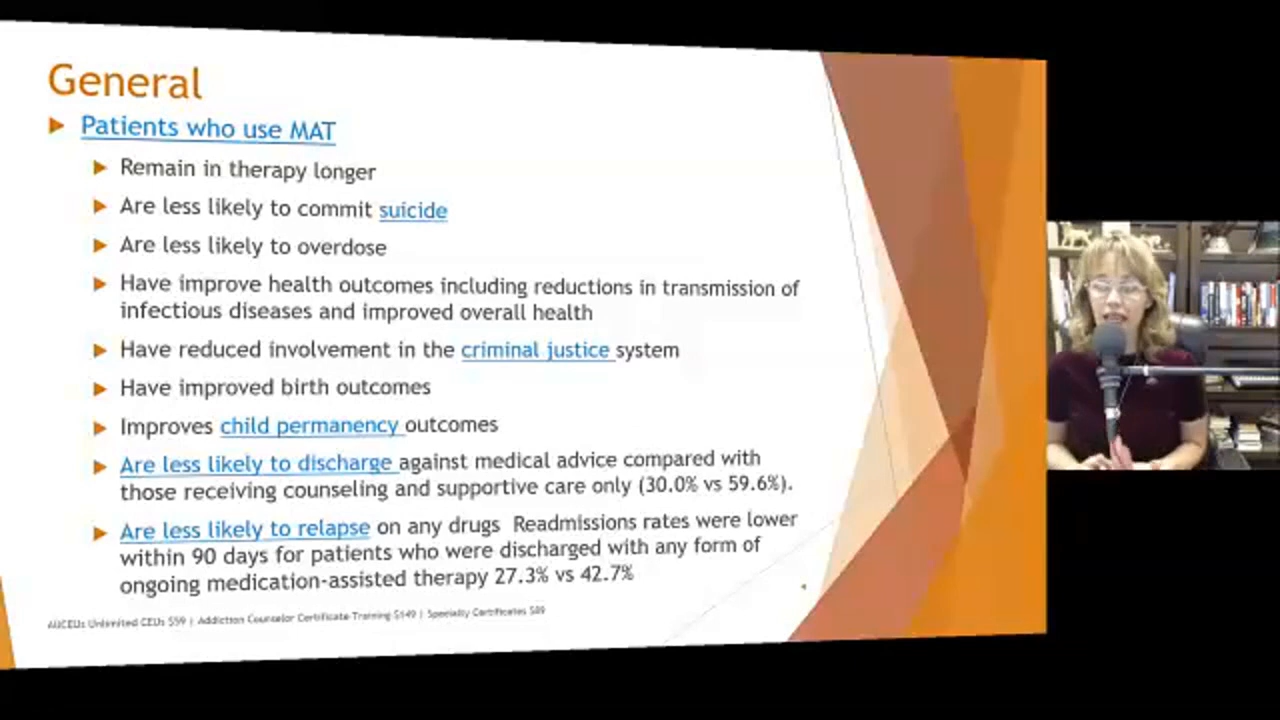 General
Patients who use MAT
Remain in therapy longer
Are less likely to commit suicide
Are less likely to overdose
Have improve health outcomes including reductions in transmission of
infectious diseases and improved overall health
Have reduced involvement in the criminal justice system
Have improved birth outcomes
Improves child permanency outcomes
Are less likely to discharge against medical advice compared with
those receiving counseling and supportive care only (30.0% vs 59.6%).
Are less likely to relapse on any drugs Readmissions rates were lower
within 90 days for patients who were discharged with any form of
ongoing medication-assisted therapy 27.3% vs 42.7%
AllCEUs Unlimited CEUs $59 | Addiction Counselor Certificate Training $149 | Specialty Certificates $89